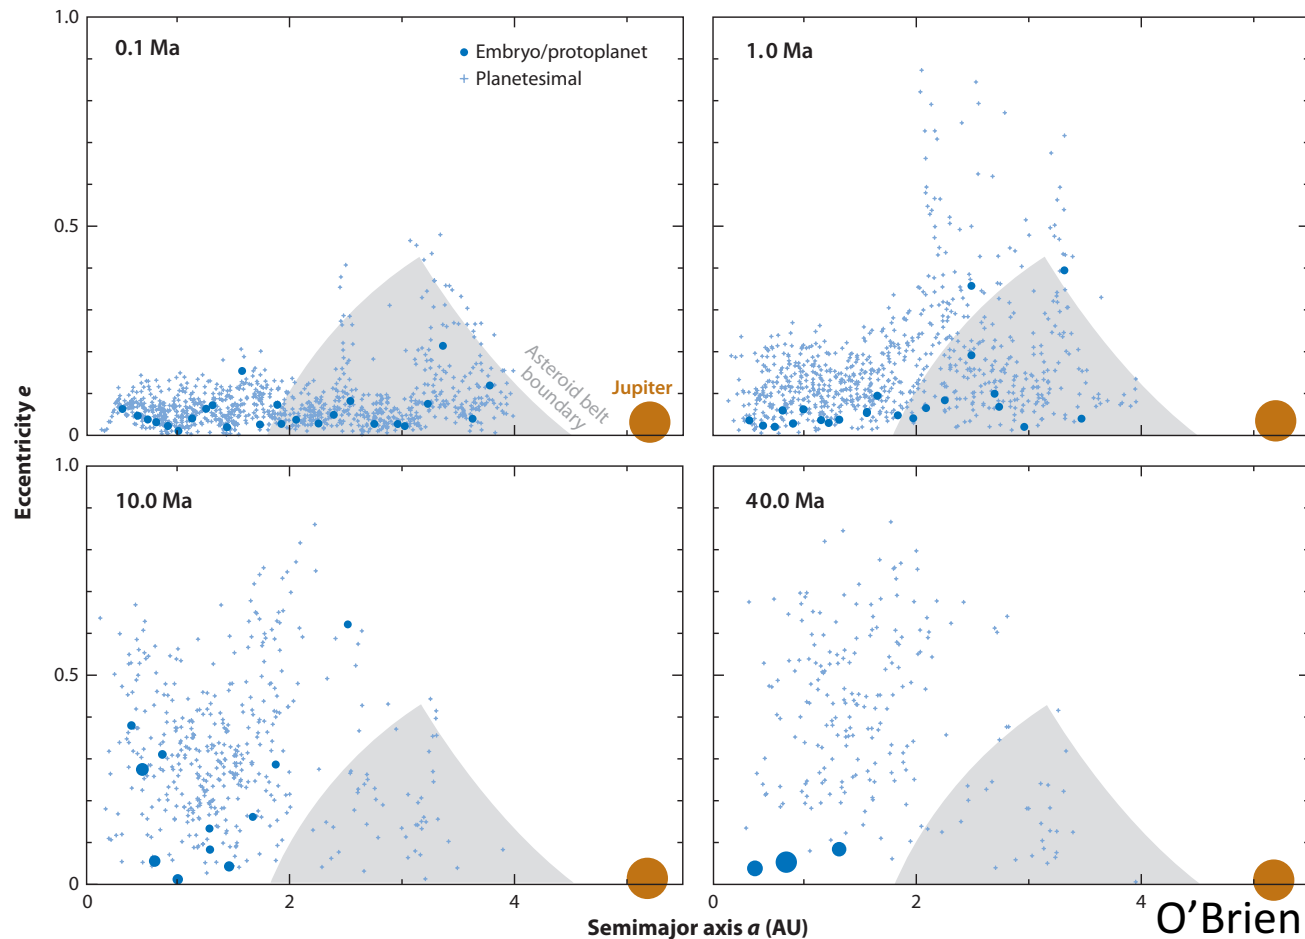 1.0
0.1 Ma
Embryo/protoplanet
Planetesimal
0.5
0
Asteroid belt
boundary
Jupiter
1.0 Ma
Eccentricity e
1.0
10.0 Ma
0.5
0
0
2
4
40.0 Ma
0
2
4
Semimajor axis a (AU)
O’Brien